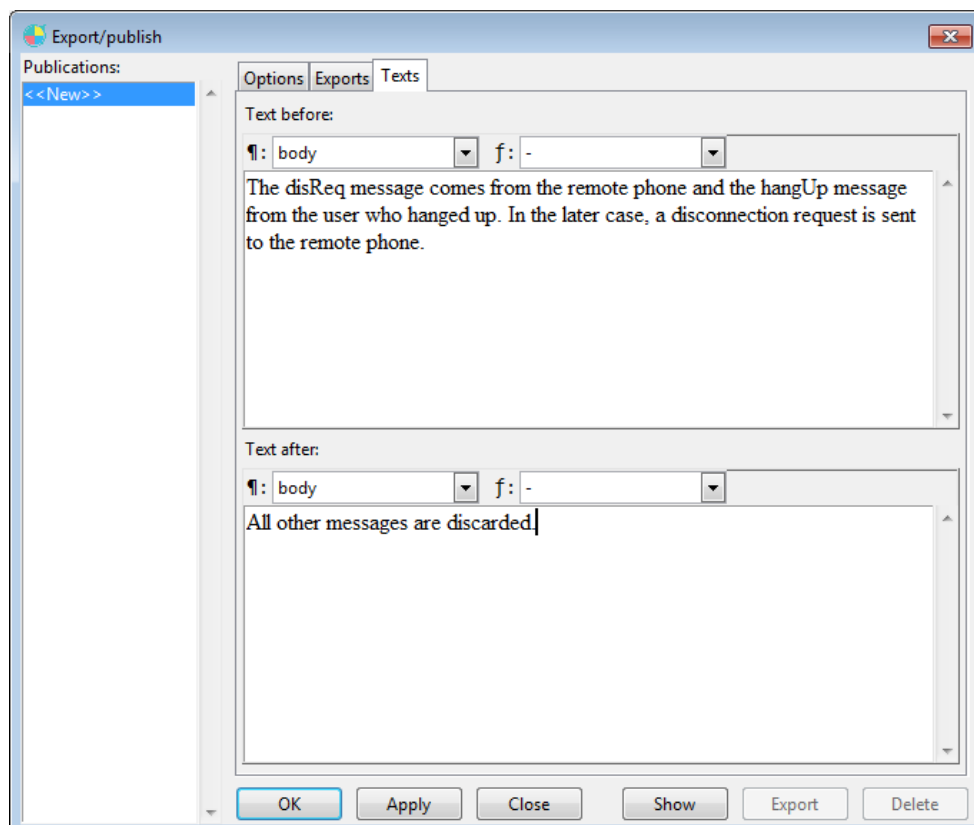 Export/publish
Publications:
<<New>>
Options Exports Texts
Text before:
¶: body ƒ: -
The disReq message comes from the remote phone and the hangUp message
from the user who hanged up. In the later case, a disconnection request is sent
to the remote phone.
Text after:
¶: body ƒ: -
All other messages are discarded.
OK Apply Close Show Export Delete